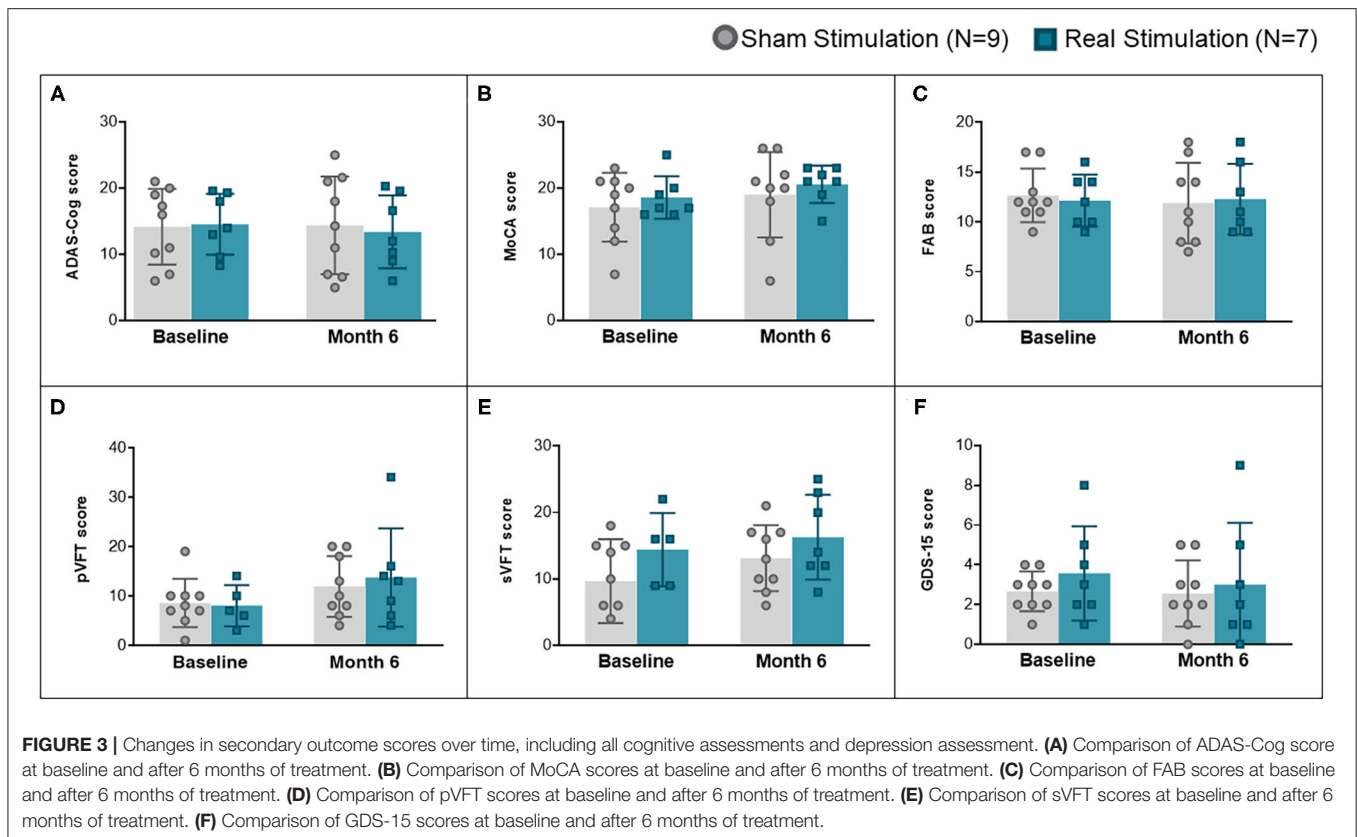 Sham Stimulation (N=9) Real Stimulation (N=7)
A
ADAS-Cog score
30
20
10
0
Baseline Month 6
B
MoCA score
30
20
10
0
Baseline Month 6
C
FAB score
20
15
10
5
0
Baseline Month 6
D
pVFT score
40
30
20
10
0
Baseline Month 6
E
sVFT score
30
20
10
0
Baseline Month 6
F
GDS-15 score
10
8
6
4
2
0
Baseline Month 6
FIGURE 3 | Changes in secondary outcome scores over time, including all cognitive assessments and depression assessment. (A) Comparison of ADAS-Cog score
at baseline and after 6 months of treatment. (B) Comparison of MoCA scores at baseline and after 6 months of treatment. (C) Comparison of FAB scores at baseline
and after 6 months of treatment. (D) Comparison of pVFT scores at baseline and after 6 months of treatment. (E) Comparison of sVFT scores at baseline and after 6
months of treatment. (F) Comparison of GDS-15 scores at baseline and after 6 months of treatment.